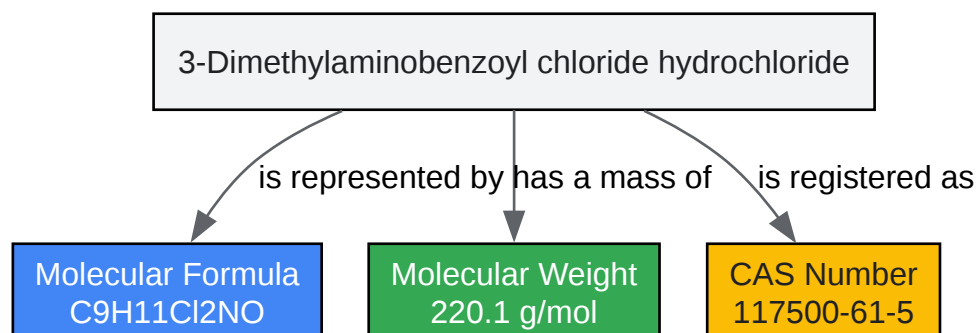 3-Dimethylaminobenzoyl chloride hydrochloride
is represented by
has a mass of
is registered as
Molecular Formula
C9H11Cl2NO
Molecular Weight
220.1 g/mol
CAS Number
117500-61-5